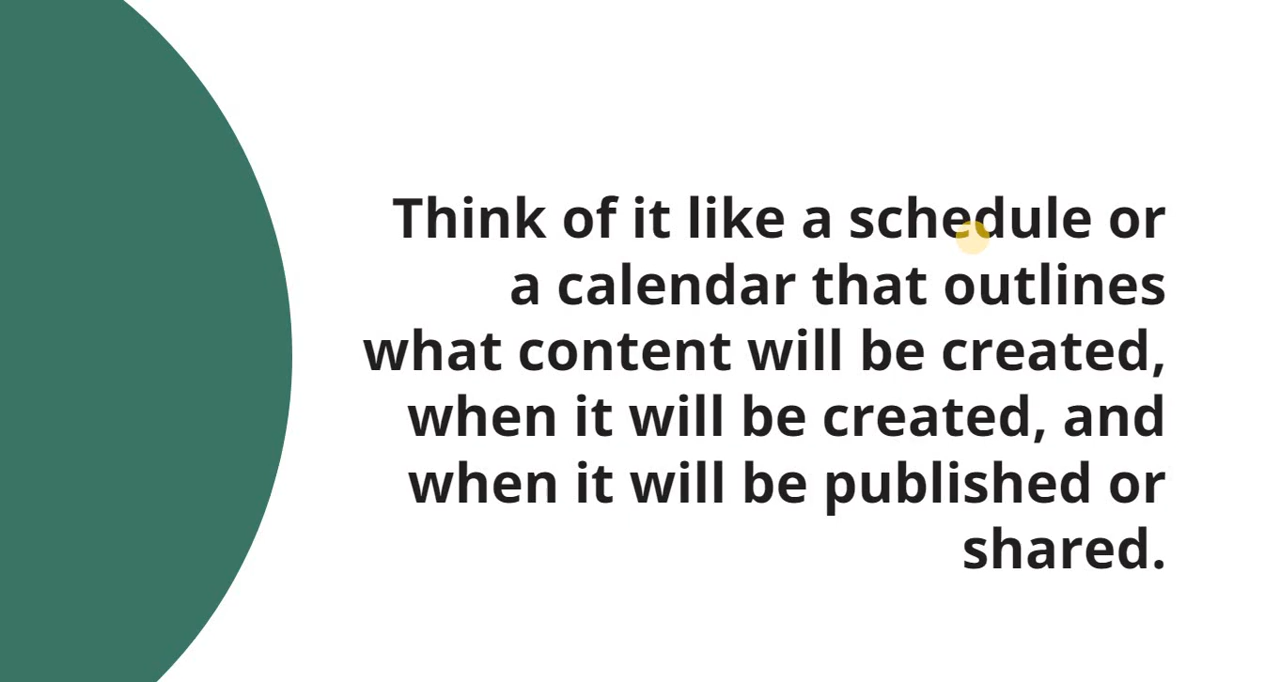 Think of it like a schedule or
a calendar that outlines
what content will be created,
when it will be created, and
when it will be published or
shared.